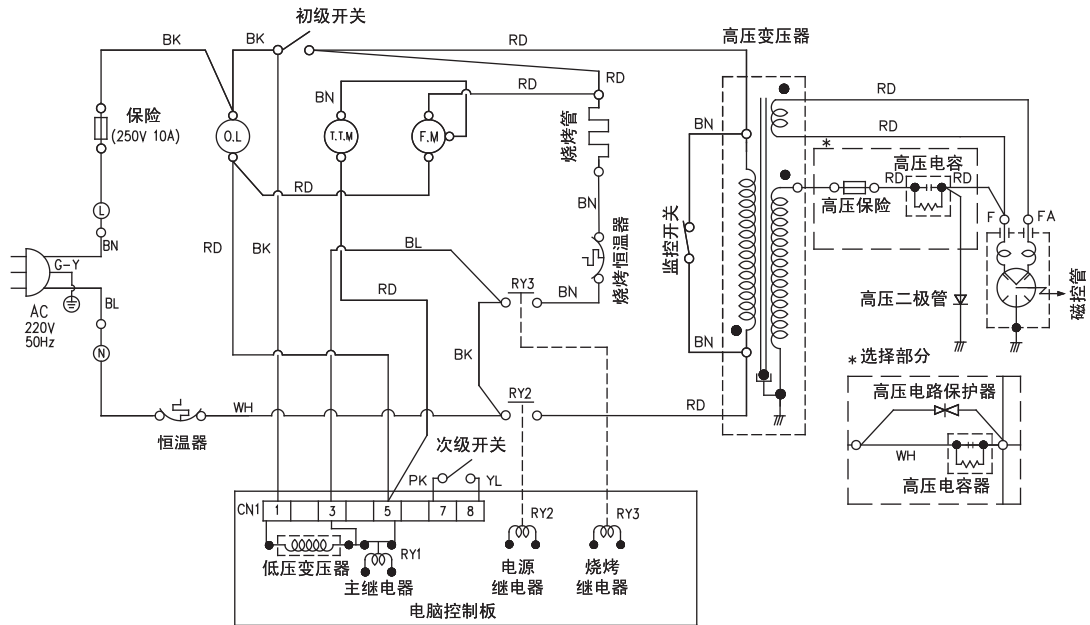 初级开关
BK
BK
RD
高压变压器
RD
RD
BN
保险
(250V 10A)
O.L
T.T.M
F.M
烧烤管
BN
RD
RD
*
高压电容
RD
RD
高压保险
RD
BN
监控开关
F
FA
L
BN
G-Y
RD
BK
BL
烧烤恒温器
AC
220V
50Hz
BL
RD
RY3
BN
高压二极管
磁控管
N
BK
BN
*选择部分
RY2
高压电路保护器
WH
RD
恒温器
次级开关
WH
高压电容器
PK
YL
CN1
1
3
5
7
8
RY2
RY3
RY1
低压变压器
主继电器
电源
继电器
烧烤
继电器
电脑控制板